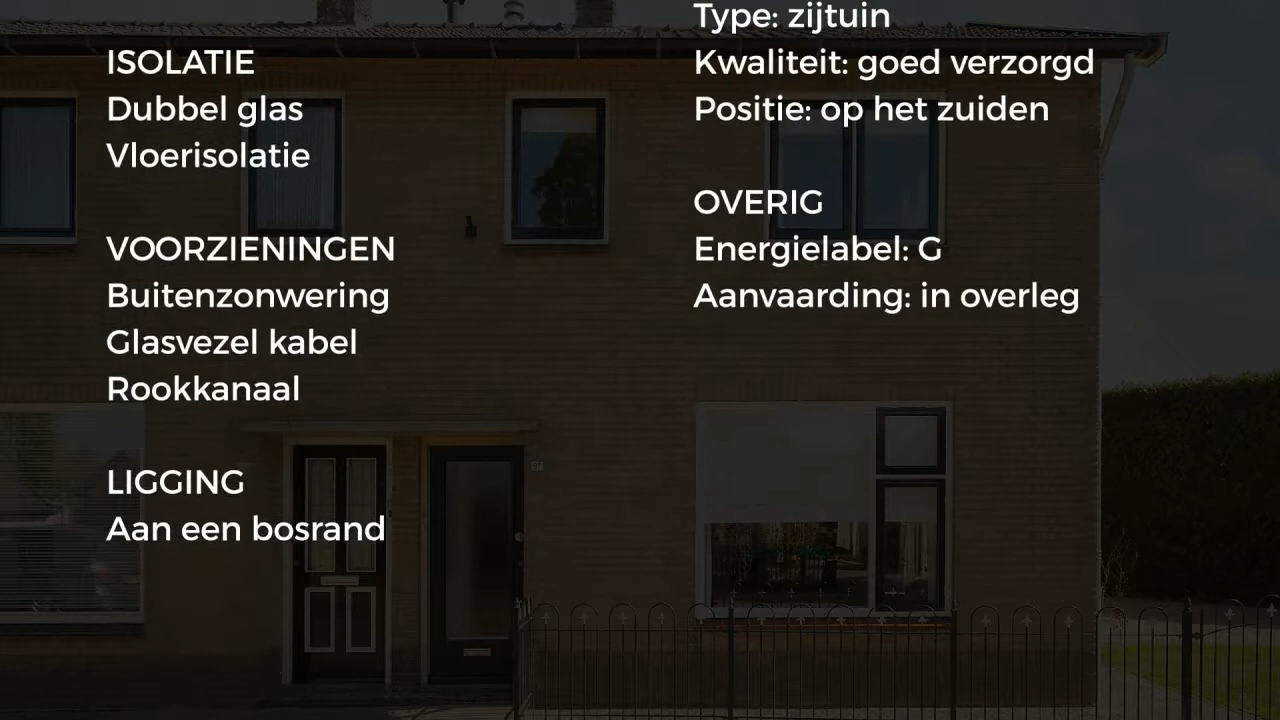 ISOLATIE
Dubbel glas
Vloerisolatie
VOORZIENINGEN
Buitenzonwering
Glasvezel kabel
Rookkanaal
LIGGING
Aan een bosrand
Type: zijtuin
Kwaliteit: goed verzorgd
Positie: op het zuiden
OVERIG
Energielabel: G
Aanvaarding: in overleg